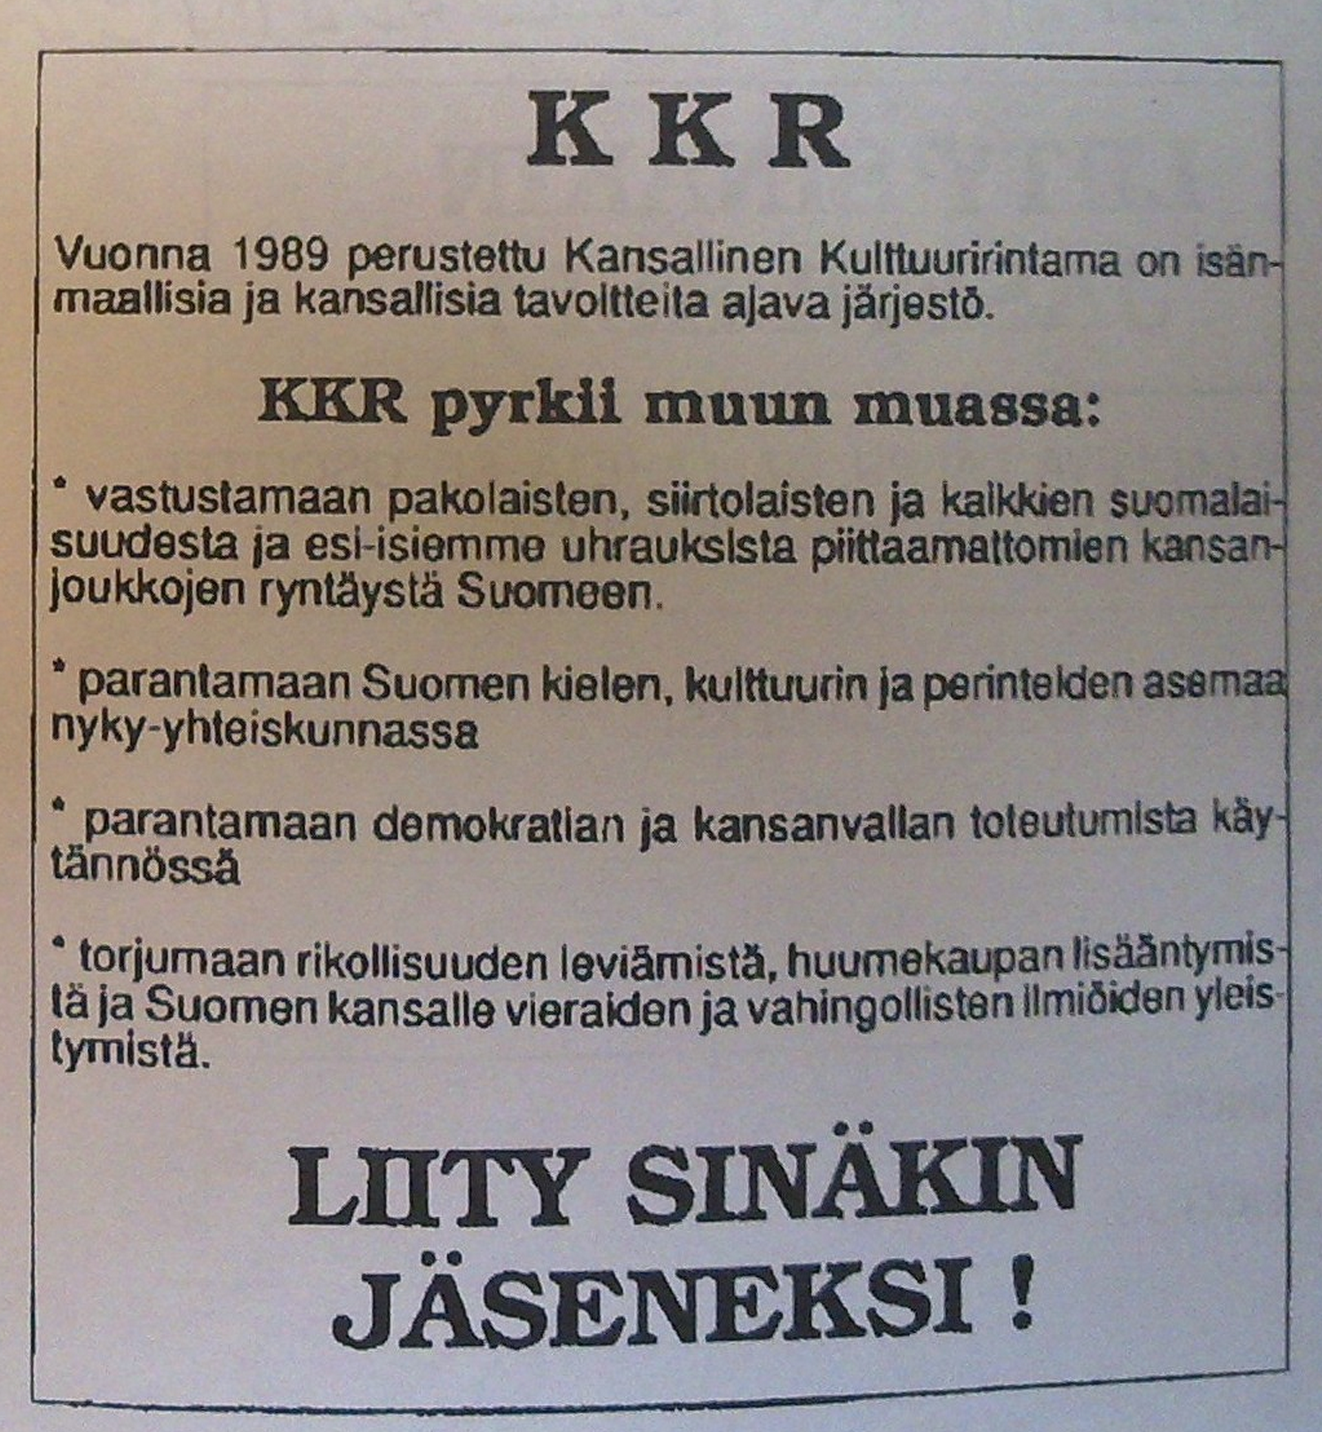 K K R
Vuonna 1989 perustettu Kansallinen Kulttuuririntama on isän-
maallisia ja kansallisia tavoitteita ajava järjestö.
KKR pyrkii muun muassa:
* vastustamaan pakolaisten, siirtolaisten ja kaikkien suomalai-
suudesta ja esi-isiemme uhrauksista piittaamattomien kansan-
joukkojen ryntäystä Suomeen.
* parantamaan Suomen kielen, kulttuurin ja perinteiden asemaa
nyky-yhteiskunnassa
* parantamaan demokratian ja kansanvallan toteutumista käy-
tännössä
* torjumaan rikollisuuden leviämistä, huumekaupan lisääntymis-
tä ja Suomen kansalle vieraiden ja vahingollisten ilmiöiden yleis-
tymistä.
LIITY SINÄKIN
JÄSENEKSI !